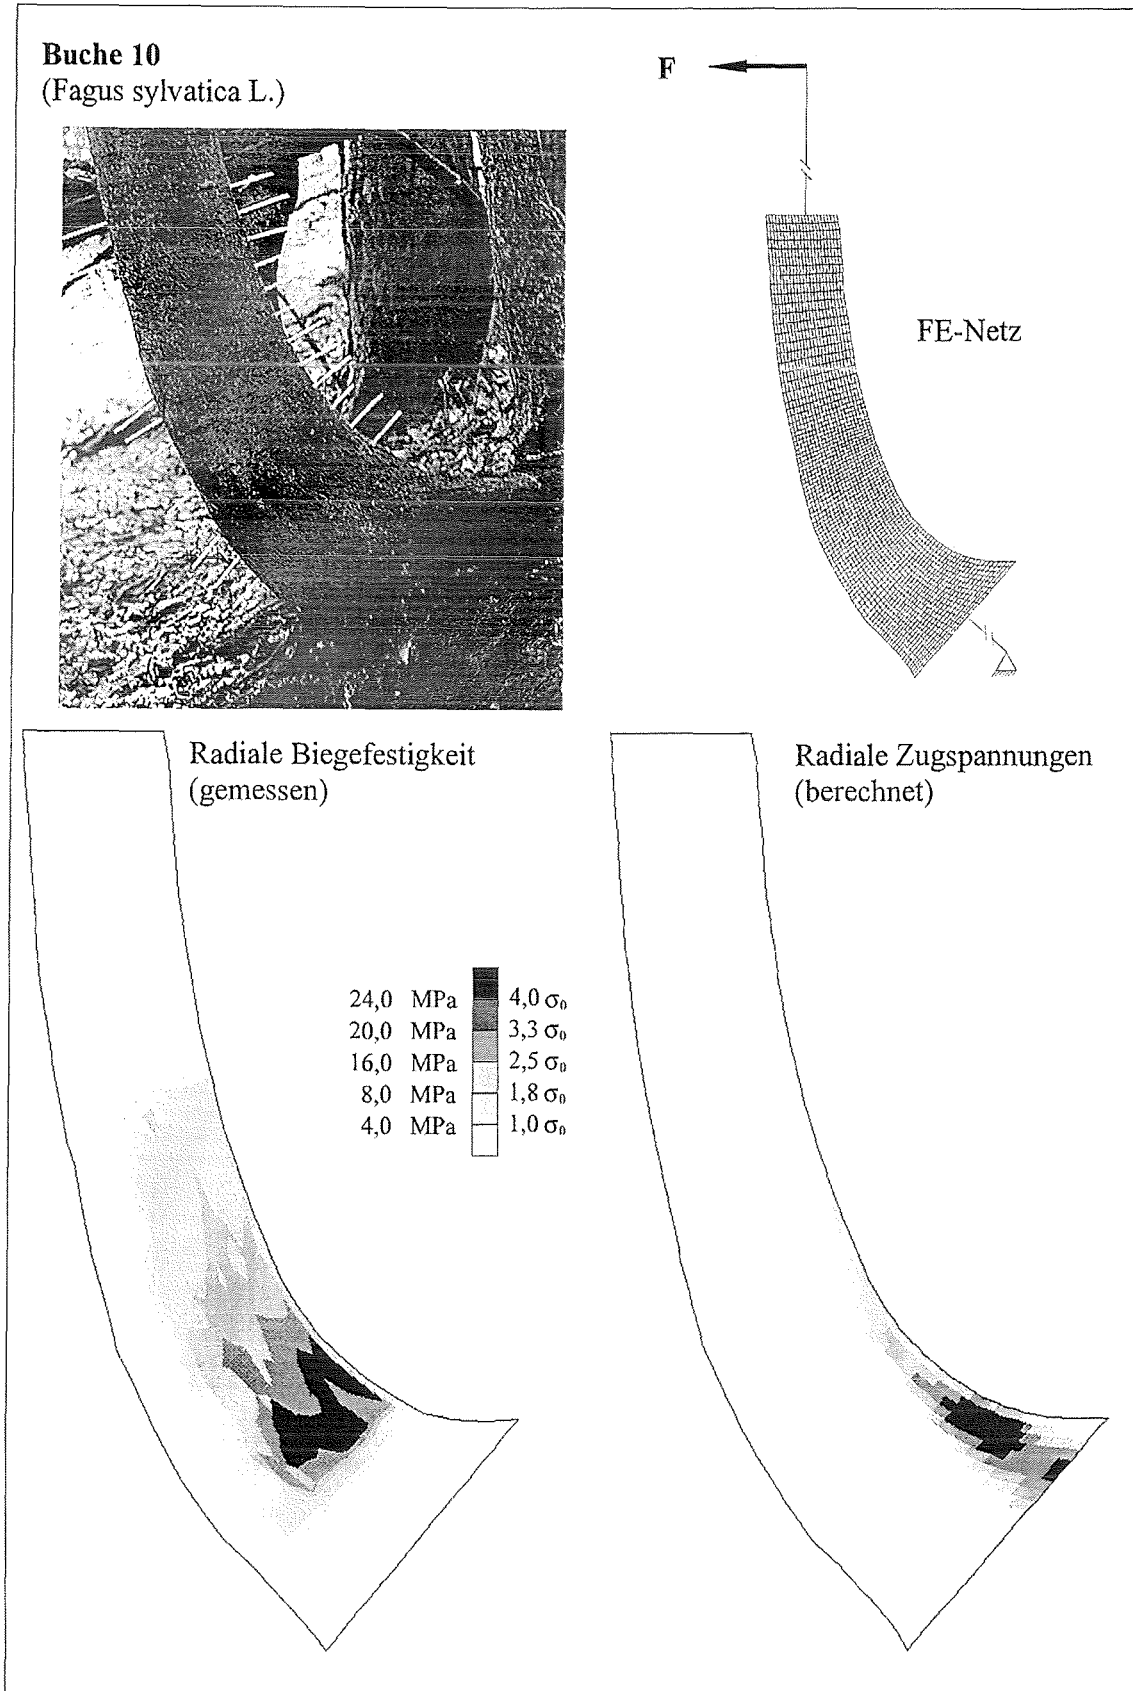 Buche 10
(Fagus sylvatica L.)
F
FE-Netz
Radiale Biegefestigkeit
(gemessen)
Radiale Zugspannungen
(berechnet)
24,0 MPa 4,0 σ₀
20,0 MPa 3,3 σ₀
16,0 MPa 2,5 σ₀
8,0 MPa 1,8 σ₀
4,0 MPa 1,0 σ₀